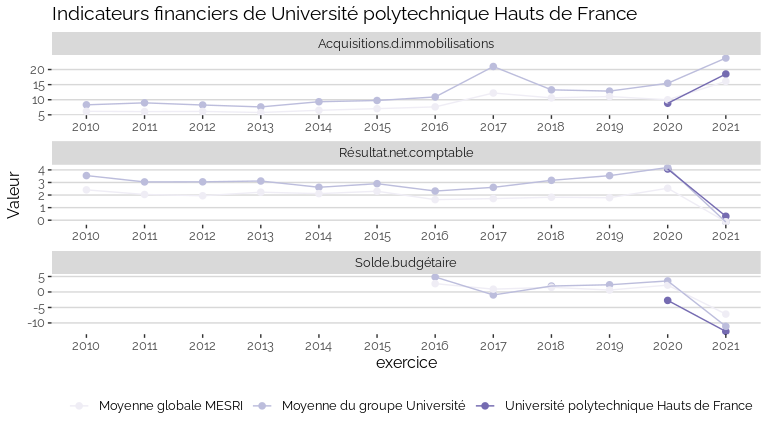 Indicateurs financiers de Université polytechnique Hauts de France
Acquisitions.d.immobilisations
20
15
10
5
2010 2011 2012 2013 2014 2015 2016 2017 2018 2019 2020 2021
Résultat.net.comptable
4
3
2
1
0
2010 2011 2012 2013 2014 2015 2016 2017 2018 2019 2020 2021
Valeur
Solde.budgétaire
5
0
-5
-10
2010 2011 2012 2013 2014 2015 2016 2017 2018 2019 2020 2021
exercice
Moyenne globale MESRI Moyenne du groupe Université Université polytechnique Hauts de France